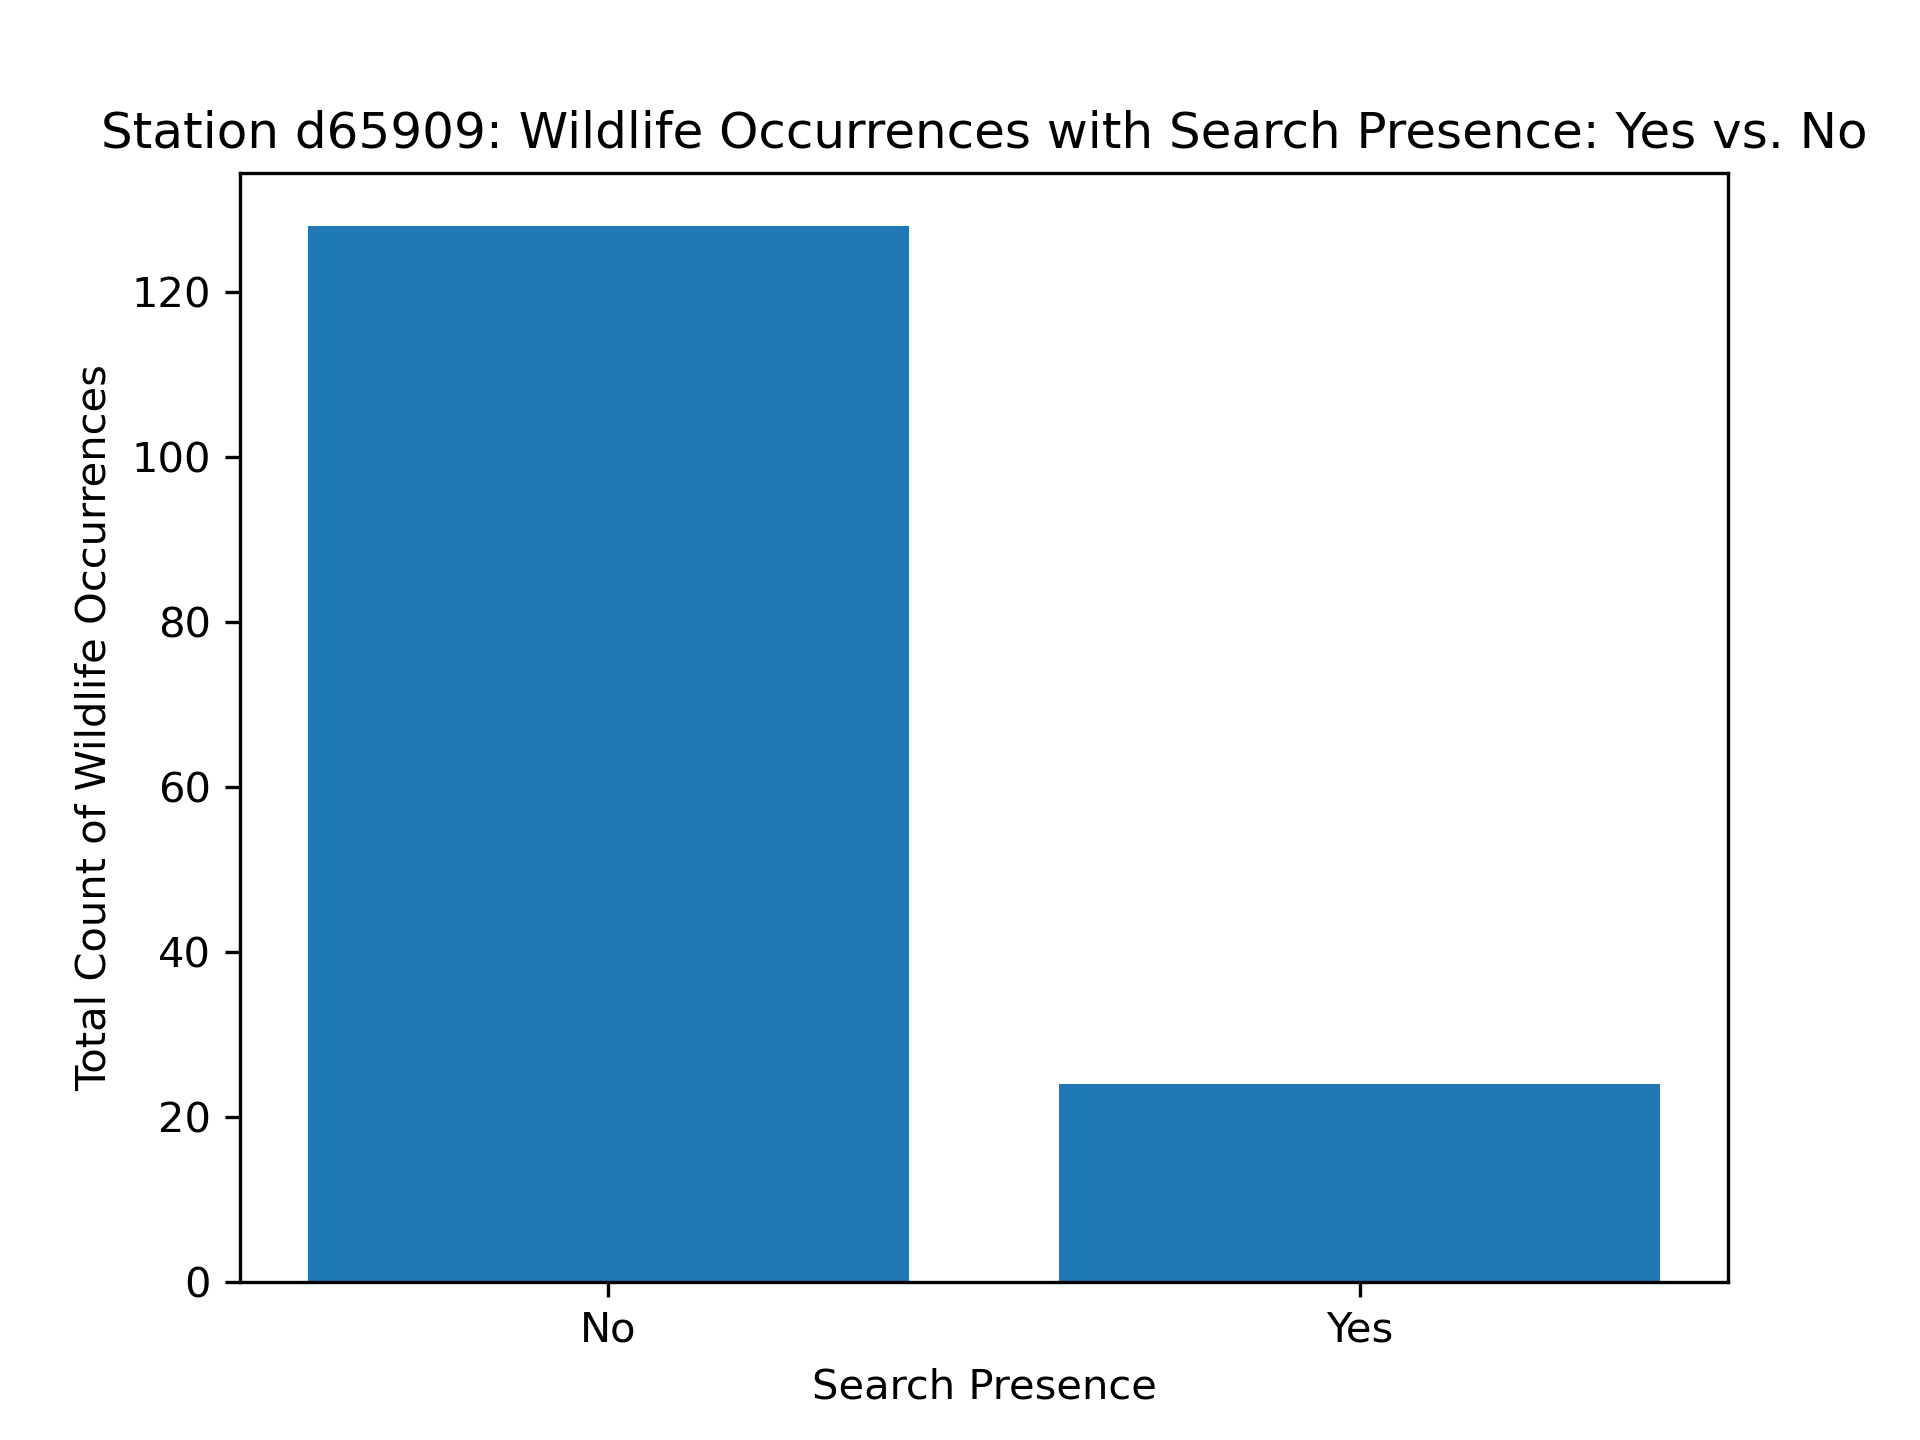 Station d65909: Wildlife Occurrences with Search Presence: Yes vs. No
Total Count of Wildlife Occurrences
120
100
80
60
40
20
0
No
Yes
Search Presence